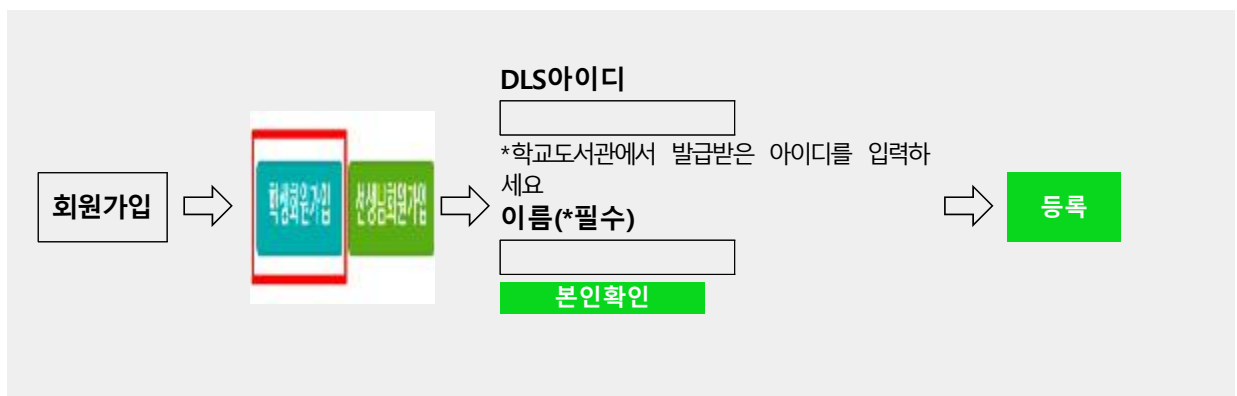 회원가입
학생회원가입
선생님회원가입
DLS아이디
*학교도서관에서 발급받은 아이디를 입력하
세요
이름(*필수)
본인확인
등록